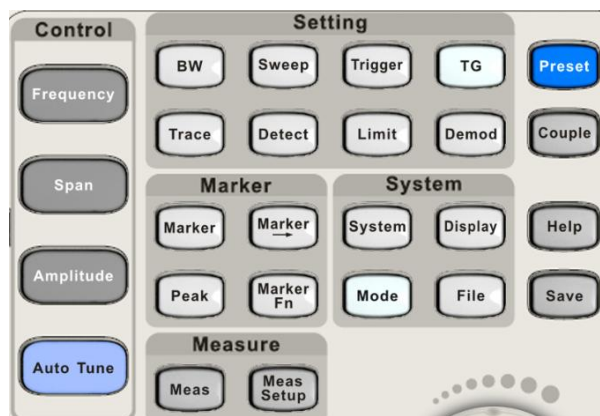 Control
Frequency
Span
Amplitude
Auto Tune
Setting
BW Sweep Trigger TG
Trace Detect Limit Demod
Marker
Marker Marker →
Peak Marker
Fn
System
System Display
Mode File
Measure
Meas Meas
Setup
Preset
Couple
Help
Save